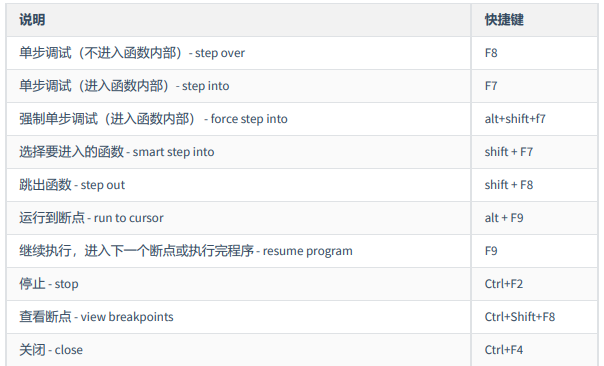 说明 快捷键
单步调试（不进入函数内部）- step over F8
单步调试（进入函数内部）- step into F7
强制单步调试（进入函数内部） - force step into alt+shift+f7
选择要进入的函数 - smart step into shift + F7
跳出函数 - step out shift + F8
运行到断点 - run to cursor alt + F9
继续执行，进入下一个断点或执行完程序 - resume program F9
停止 - stop Ctrl+F2
查看断点 - view breakpoints Ctrl+Shift+F8
关闭 - close Ctrl+F4